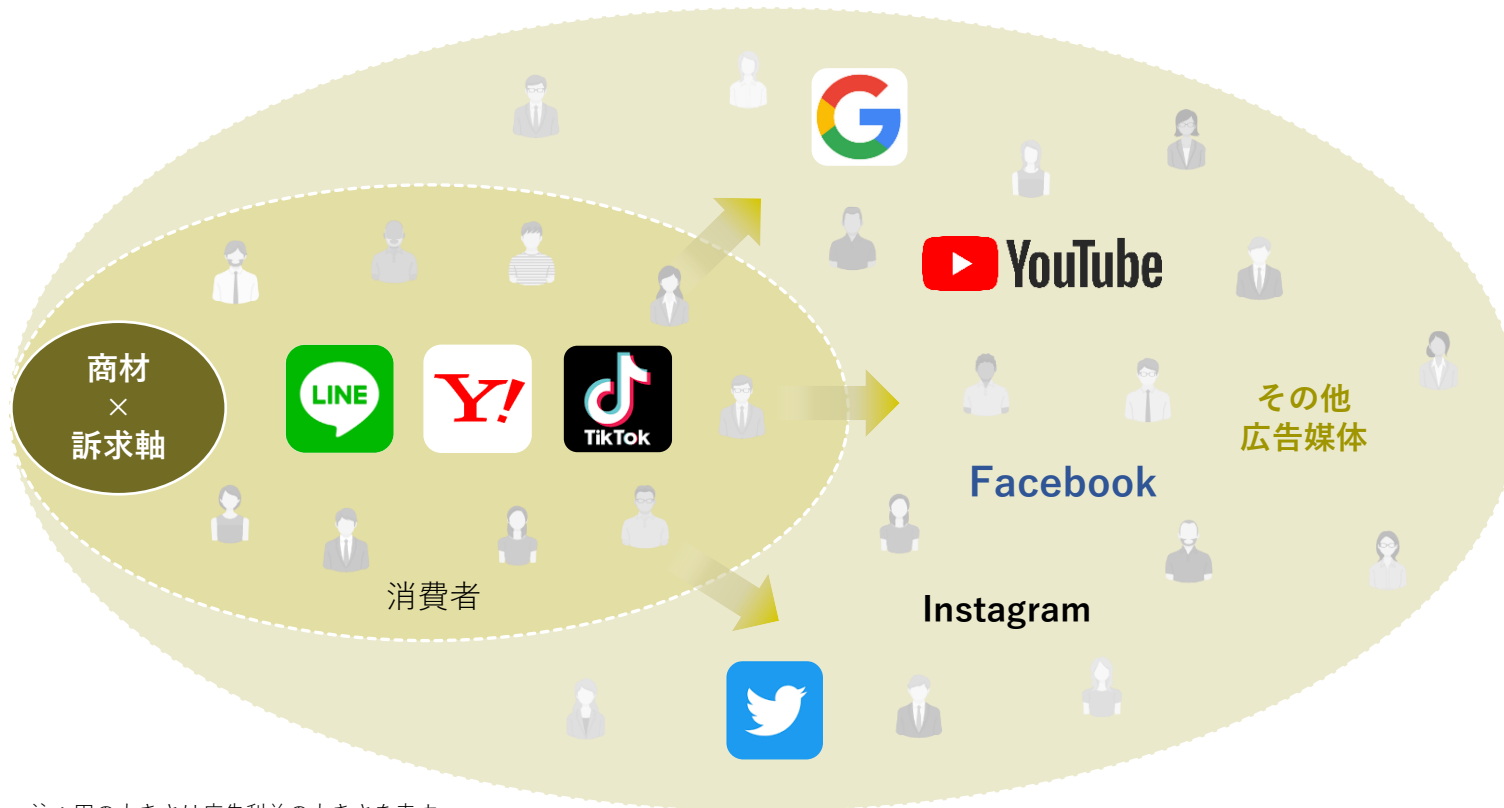 商材
×
訴求軸
LINE
Y!
TikTok
消費者
G
YouTube
その他
広告媒体
Facebook
Instagram